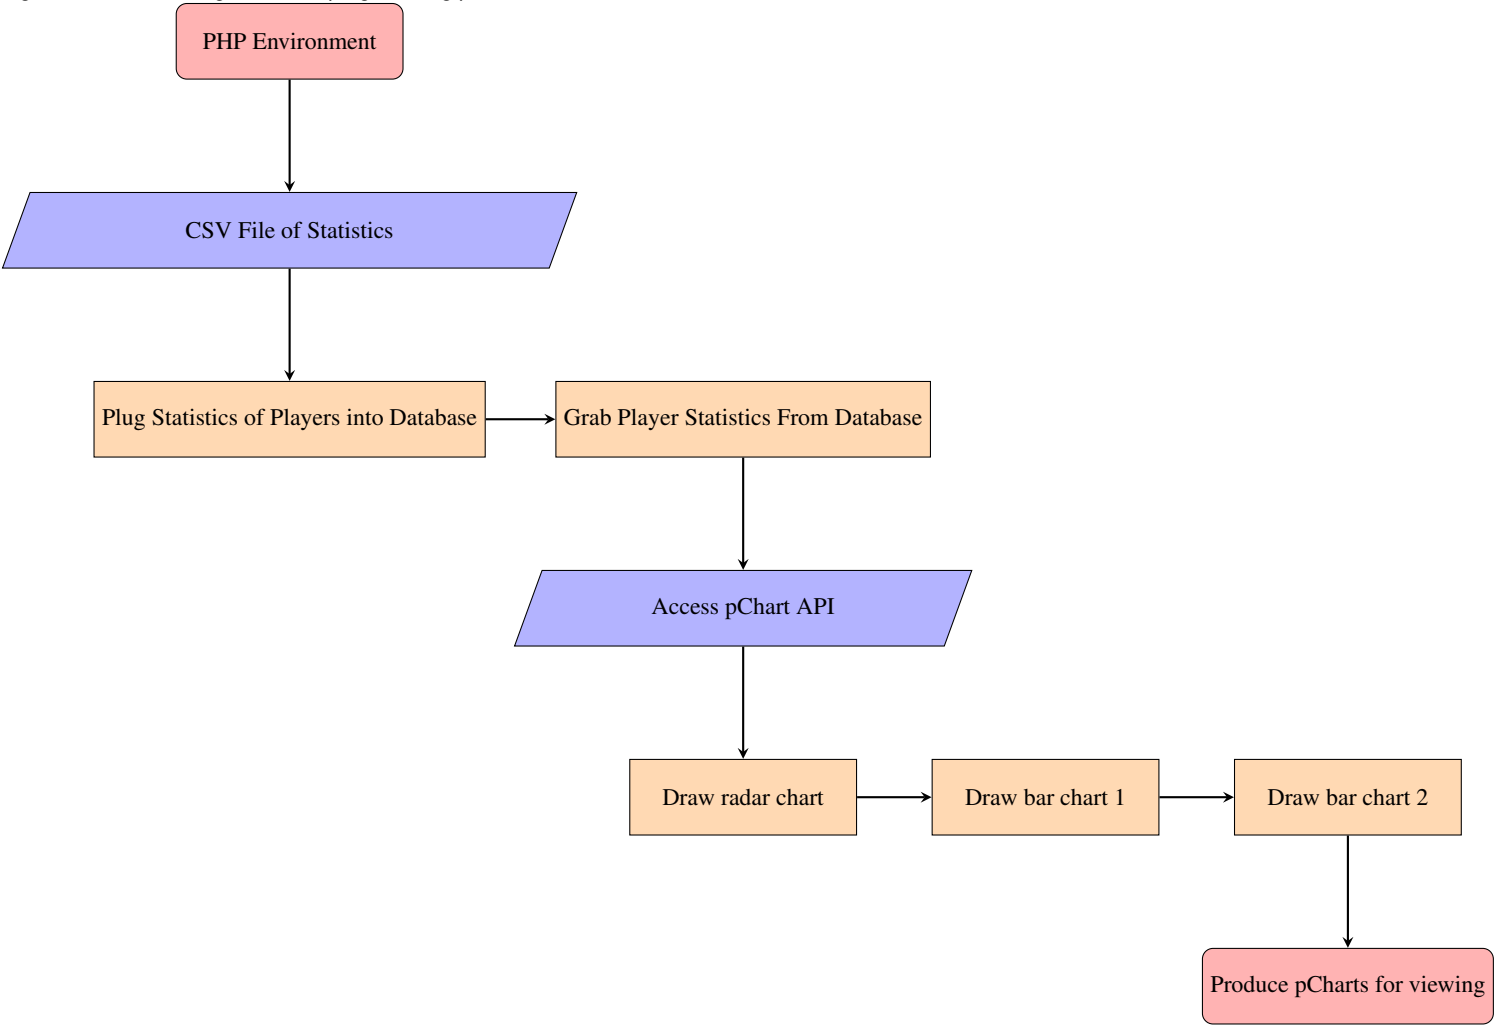 PHP Environment
CSV File of Statistics
Plug Statistics of Players into Database
Grab Player Statistics From Database
Access pChart API
Draw radar chart
Draw bar chart 1
Draw bar chart 2
Produce pCharts for viewing